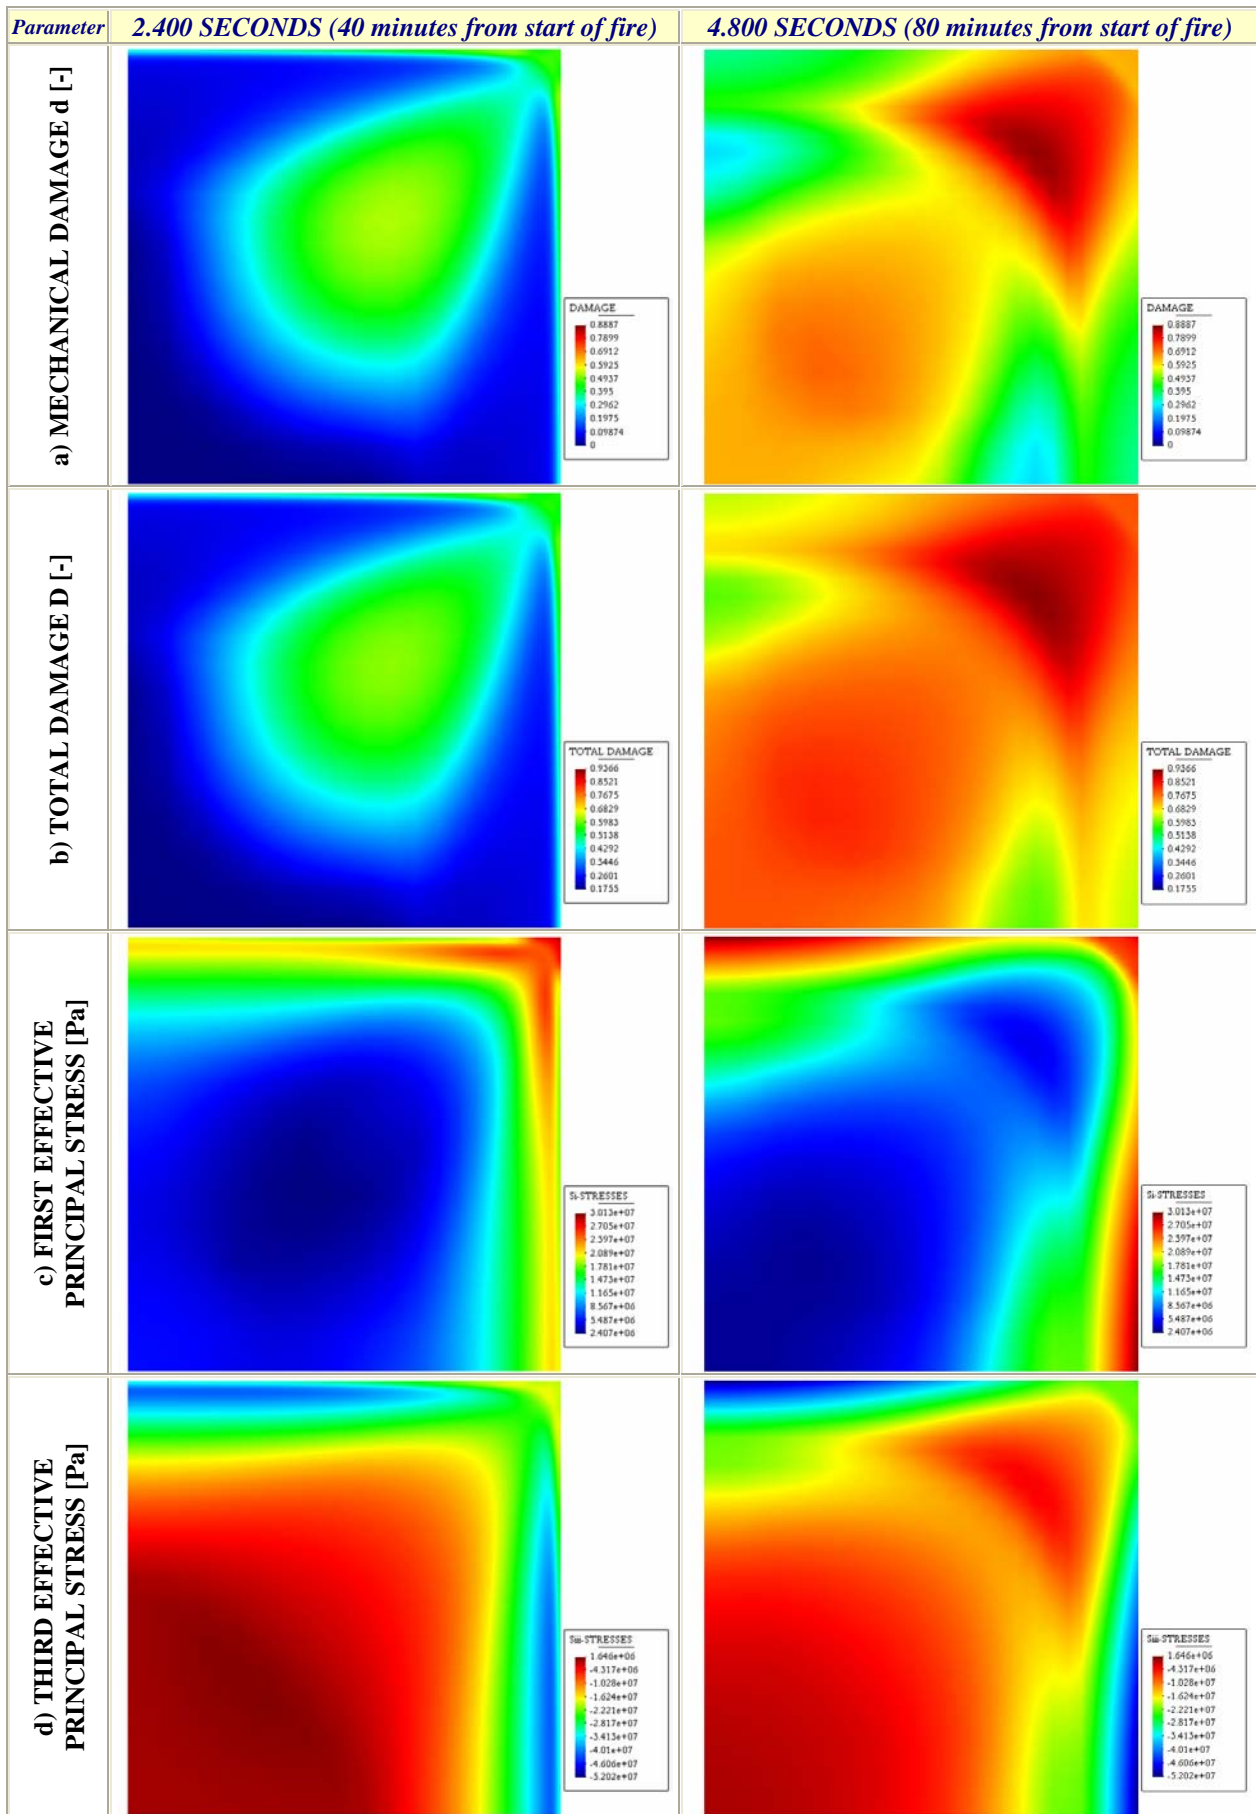 Parameter 2.400 SECONDS (40 minutes from start of fire) 4.800 SECONDS (80 minutes from start of fire)
a) MECHANICAL DAMAGE d [-]
DAMAGE
0.8887
0.7899
0.6912
0.5925
0.4937
0.395
0.2962
0.1975
0.09874
0
DAMAGE
0.8887
0.7899
0.6912
0.5925
0.4937
0.395
0.2962
0.1975
0.09874
0
b) TOTAL DAMAGE D [-]
TOTAL DAMAGE
0.9366
0.8521
0.7675
0.6829
0.5983
0.5138
0.4292
0.3446
0.2601
0.1755
TOTAL DAMAGE
0.9366
0.8521
0.7675
0.6829
0.5983
0.5138
0.4292
0.3446
0.2601
0.1755
c) FIRST EFFECTIVE
PRINCIPAL STRESS [Pa]
Si-STRESSES
3.013e+07
2.705e+07
2.397e+07
2.089e+07
1.781e+07
1.473e+07
1.165e+07
8.567e+06
5.487e+06
2.407e+06
Si-STRESSES
3.013e+07
2.705e+07
2.397e+07
2.089e+07
1.781e+07
1.473e+07
1.165e+07
8.567e+06
5.487e+06
2.407e+06
d) THIRD EFFECTIVE
PRINCIPAL STRESS [Pa]
Siii-STRESSES
1.646e+06
-4.317e+06
-1.028e+07
-1.624e+07
-2.221e+07
-2.817e+07
-3.413e+07
-4.01e+07
-4.606e+07
-5.202e+07
Siii-STRESSES
1.646e+06
-4.317e+06
-1.028e+07
-1.624e+07
-2.221e+07
-2.817e+07
-3.413e+07
-4.01e+07
-4.606e+07
-5.202e+07